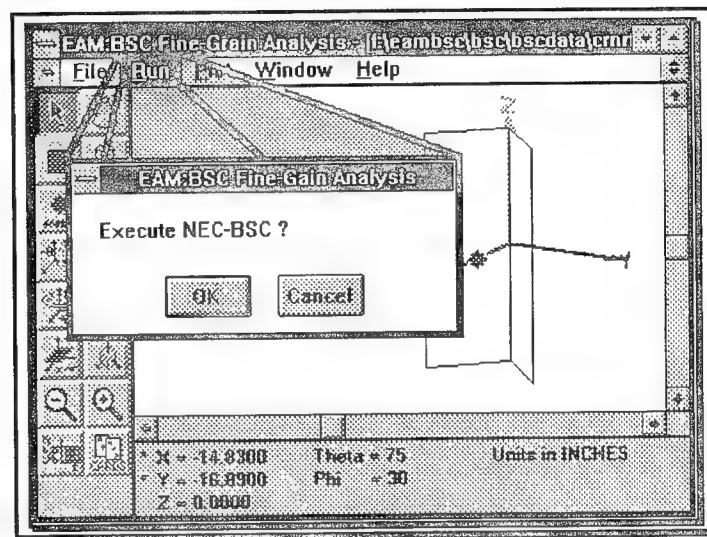 EAM:BSC Fine-Grain Analysis - [f:\eambsc\bsc\bscdata\crnr
File Run Window Help
Z
EAM:BSC Fine-Gain Analysis
Execute NEC-BSC ?
OK Cancel
X = -14.8300 Theta = 75 Units in INCHES
Y = -16.8900 Phi = 30
Z = 0.0000